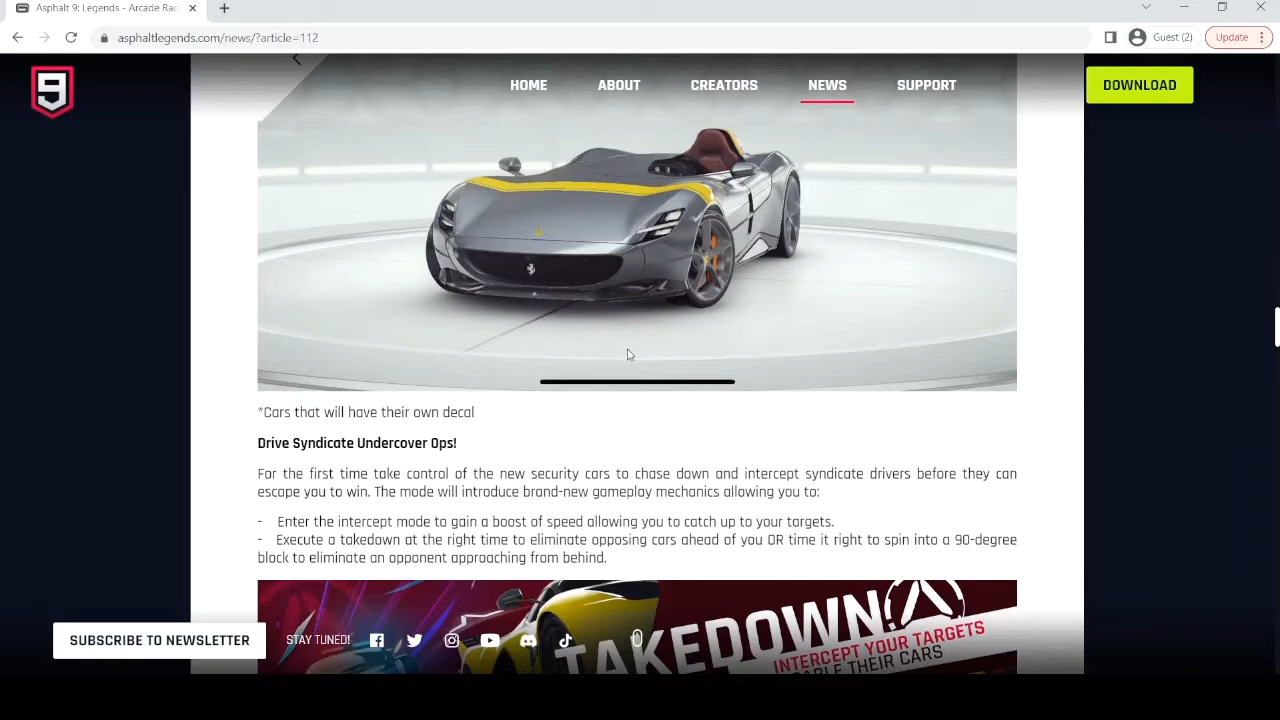 Asphalt 9: Legends - Arcade Rac
asphaltlegends.com/news/?article=112
Guest (2)
Update
9
HOME
ABOUT
CREATORS
NEWS
SUPPORT
DOWNLOAD
*Cars that will have their own decal
Drive Syndicate Undercover Ops!
For the first time take control of the new security cars to chase down and intercept syndicate drivers before they can
escape you to win. The mode will introduce brand-new gameplay mechanics allowing you to:
- Enter the intercept mode to gain a boost of speed allowing you to catch up to your targets.
- Execute a takedown at the right time to eliminate opposing cars ahead of you OR time it right to spin into a 90-degree
block to eliminate an opponent approaching from behind.
TAKEDOWN!
INTERCEPT YOUR TARGETS
THEIR CARS
SUBSCRIBE TO NEWSLETTER
STAY TUNED!